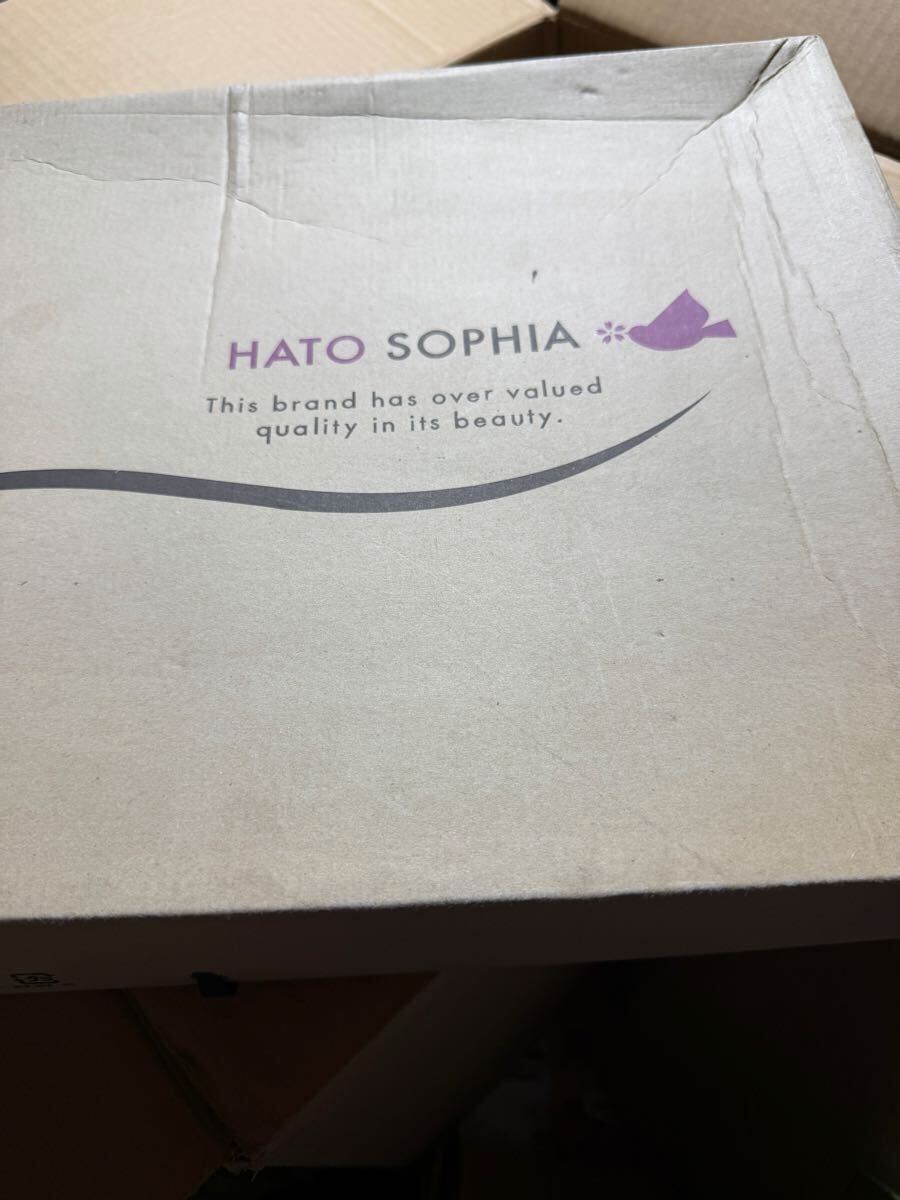 HATO SOPHIA
This brand has over valued
quality in its beauty.